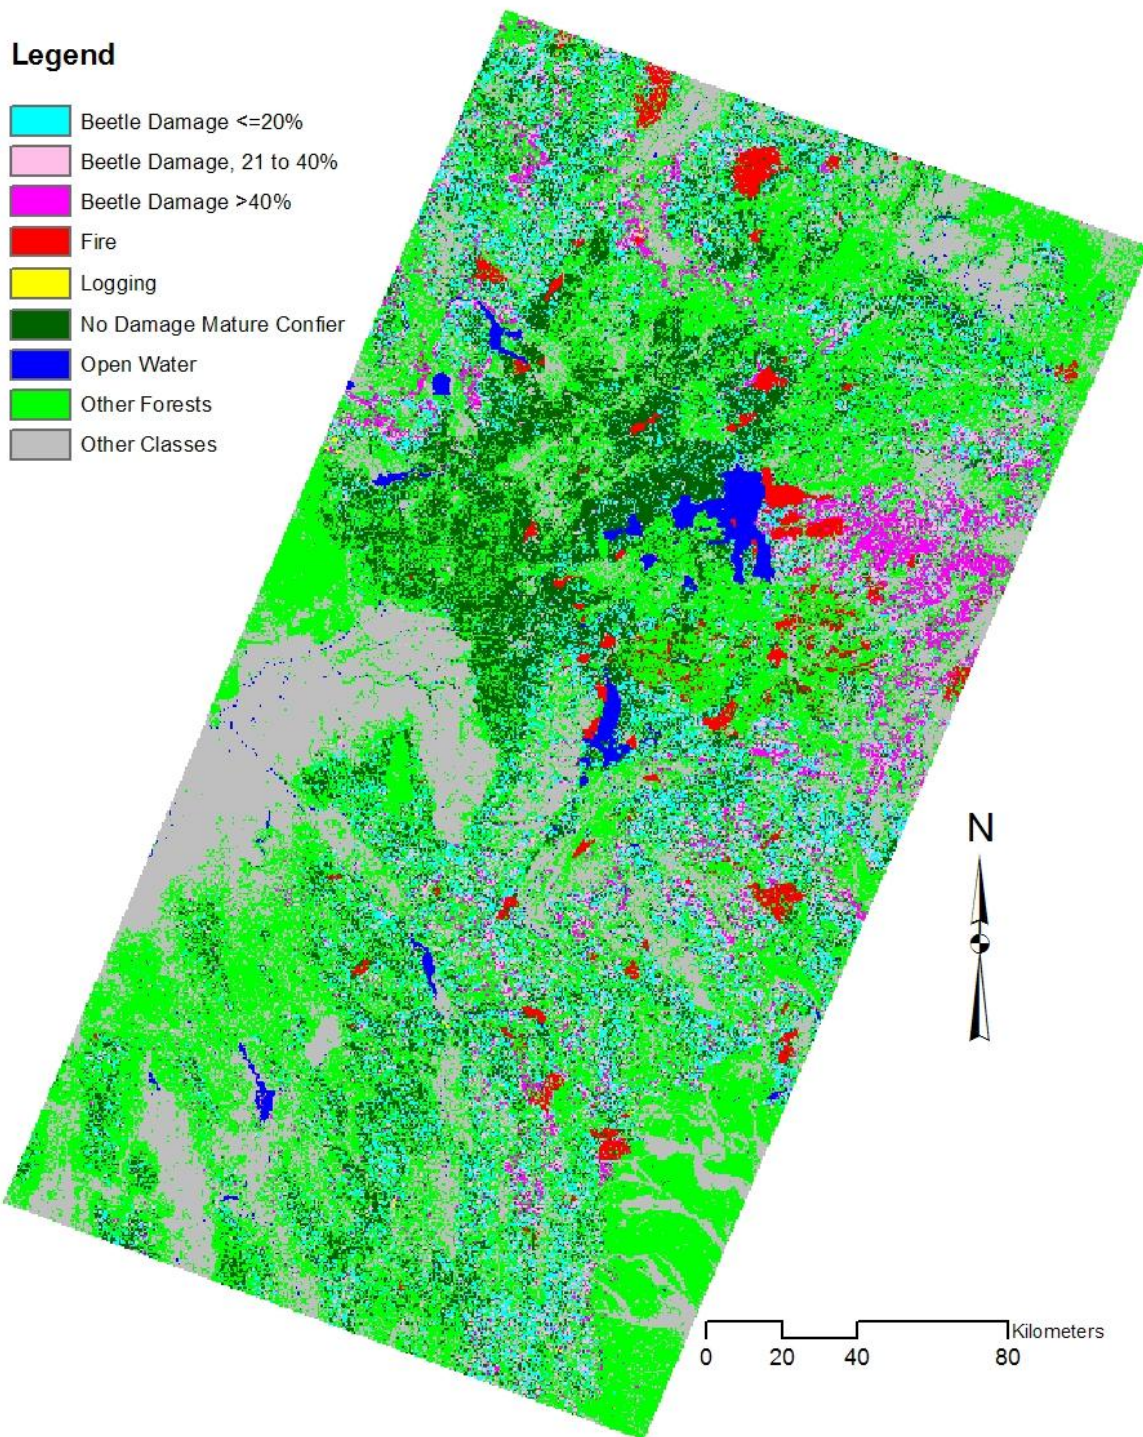 Legend
Beetle Damage <=20%
Beetle Damage, 21 to 40%
Beetle Damage >40%
Fire
Logging
No Damage Mature Confier
Open Water
Other Forests
Other Classes
N
Kilometers
0 20 40 80